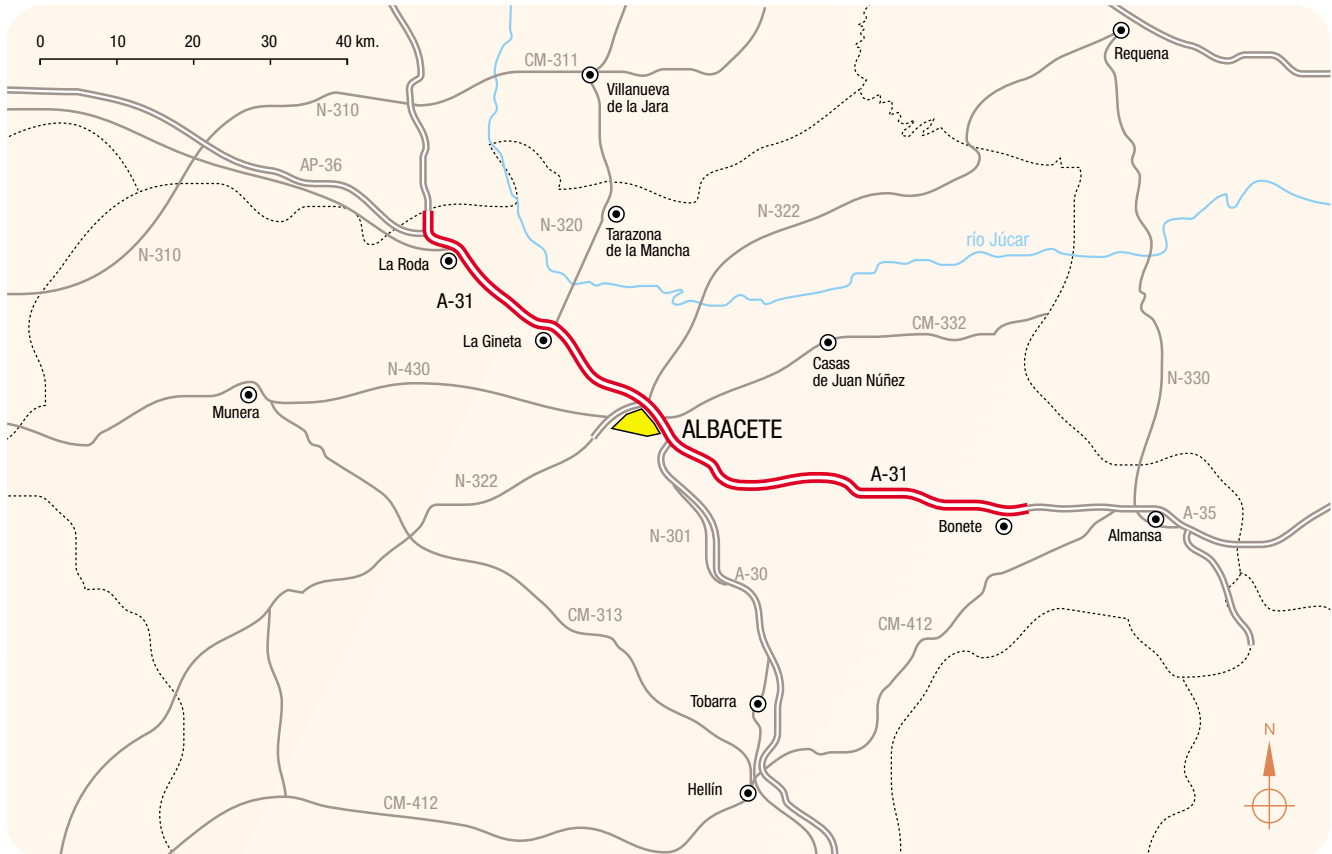 0 10 20 30 40 km.
Requena
CM-311
Villanueva
de la Jara
N-310
AP-36
N-322
N-320
Tarazona
de la Mancha
río Júcar
N-310
La Roda
A-31
CM-332
La Gineta
Casas
de Juan Núñez
N-430
N-330
Munera
ALBACETE
A-31
N-322
A-35
Bonete
Almansa
N-301
A-30
CM-313
CM-412
Tobarra
N
Hellín
CM-412